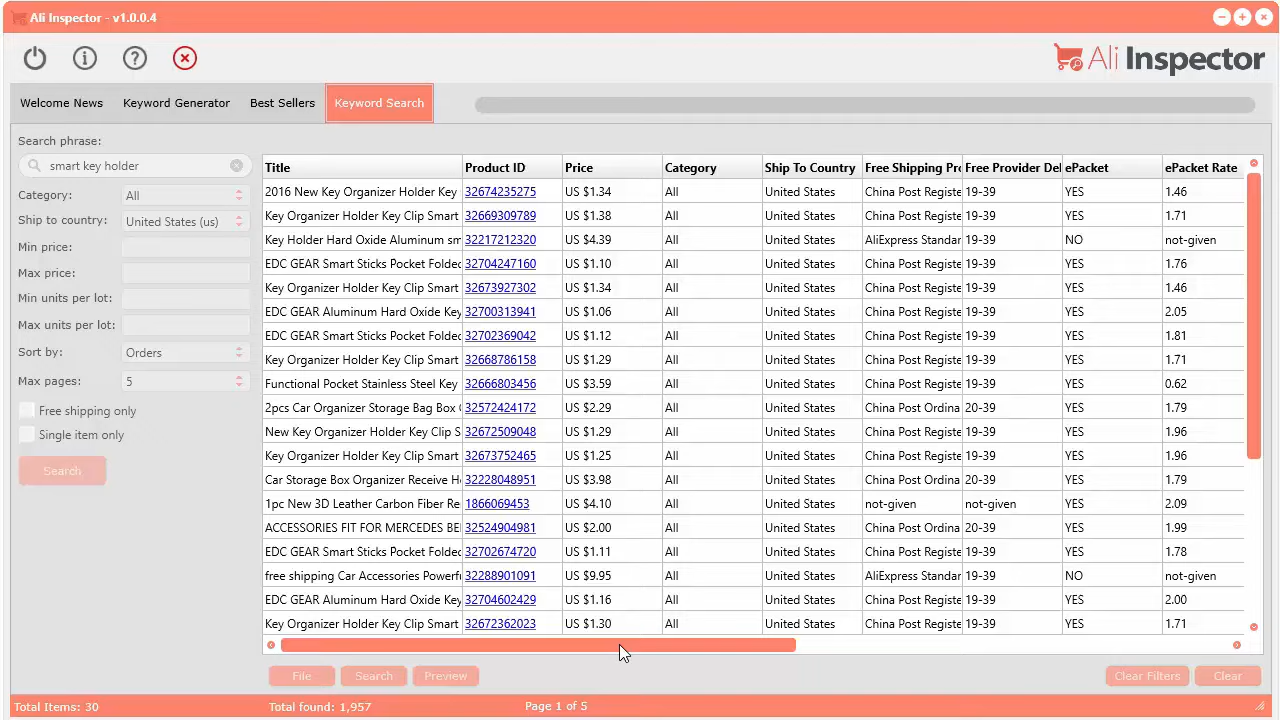 Ali Inspector - v1.0.0.4
Ali Inspector
Welcome News Keyword Generator Best Sellers Keyword Search
Search phrase:
smart key holder
Category: All
Ship to country: United States (us)
Min price:
Max price:
Min units per lot:
Max units per lot:
Sort by: Orders
Max pages: 5
Free shipping only
Single item only
Search
Title Product ID Price Category Ship To Country Free Shipping Pr Free Provider De ePacket ePacket Rate
2016 New Key Organizer Holder Key 32674235275 US $1.34 All United States China Post Registe 19-39 YES 1.46
Key Organizer Holder Key Clip Smart 32669309789 US $1.38 All United States China Post Registe 19-39 YES 1.71
Key Holder Hard Oxide Aluminum sm 32217212320 US $4.39 All United States AliExpress Standar 19-39 NO not-given
EDC GEAR Smart Sticks Pocket Folded 32704247160 US $1.10 All United States China Post Registe 19-39 YES 1.76
Key Organizer Holder Key Clip Smart 32673927302 US $1.34 All United States China Post Registe 19-39 YES 1.46
EDC GEAR Aluminum Hard Oxide Key 32700313941 US $1.06 All United States China Post Registe 19-39 YES 2.05
EDC GEAR Smart Sticks Pocket Folded 32702369042 US $1.12 All United States China Post Registe 19-39 YES 1.81
Key Organizer Holder Key Clip Smart 32668786158 US $1.29 All United States China Post Registe 19-39 YES 1.71
Functional Pocket Stainless Steel Key 32666803456 US $3.59 All United States China Post Registe 19-39 YES 0.62
2pcs Car Organizer Storage Bag Box 32572424172 US $2.29 All United States China Post Ordina 20-39 YES 1.79
New Key Organizer Holder Key Clip S 32672509048 US $1.29 All United States China Post Registe 19-39 YES 1.96
Key Organizer Holder Key Clip Smart 32673752465 US $1.25 All United States China Post Registe 19-39 YES 1.96
Car Storage Box Organizer Receive H 32228048951 US $3.98 All United States China Post Ordina 20-39 YES 1.79
1pc New 3D Leather Carbon Fiber Re 1866069453 US $4.10 All United States not-given not-given YES 2.09
ACCESSORIES FIT FOR MERCEDES BE 32524904981 US $2.00 All United States China Post Ordina 20-39 YES 1.99
EDC GEAR Smart Sticks Pocket Folded 32702674720 US $1.11 All United States China Post Registe 19-39 YES 1.78
free shipping Car Accessories Powerf 32288901091 US $9.95 All United States AliExpress Standar 19-39 NO not-given
EDC GEAR Aluminum Hard Oxide Key 32704602429 US $1.16 All United States China Post Registe 19-39 YES 2.00
Key Organizer Holder Key Clip Smart 32672362023 US $1.30 All United States China Post Registe 19-39 YES 1.71
File Search Preview Clear Filters Clear
Total Items: 30 Total found: 1,957 Page 1 of 5